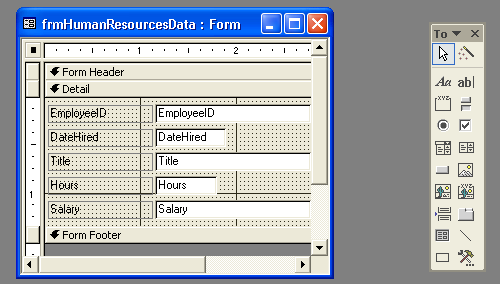 frmHumanResourcesData : Form
To
1 2
Form Header
Detail
EmployeeID EmployeeID
DateHired DateHired
Title Title
1
Hours Hours
Salary Salary
Form Footer
Aa ab
XYZ